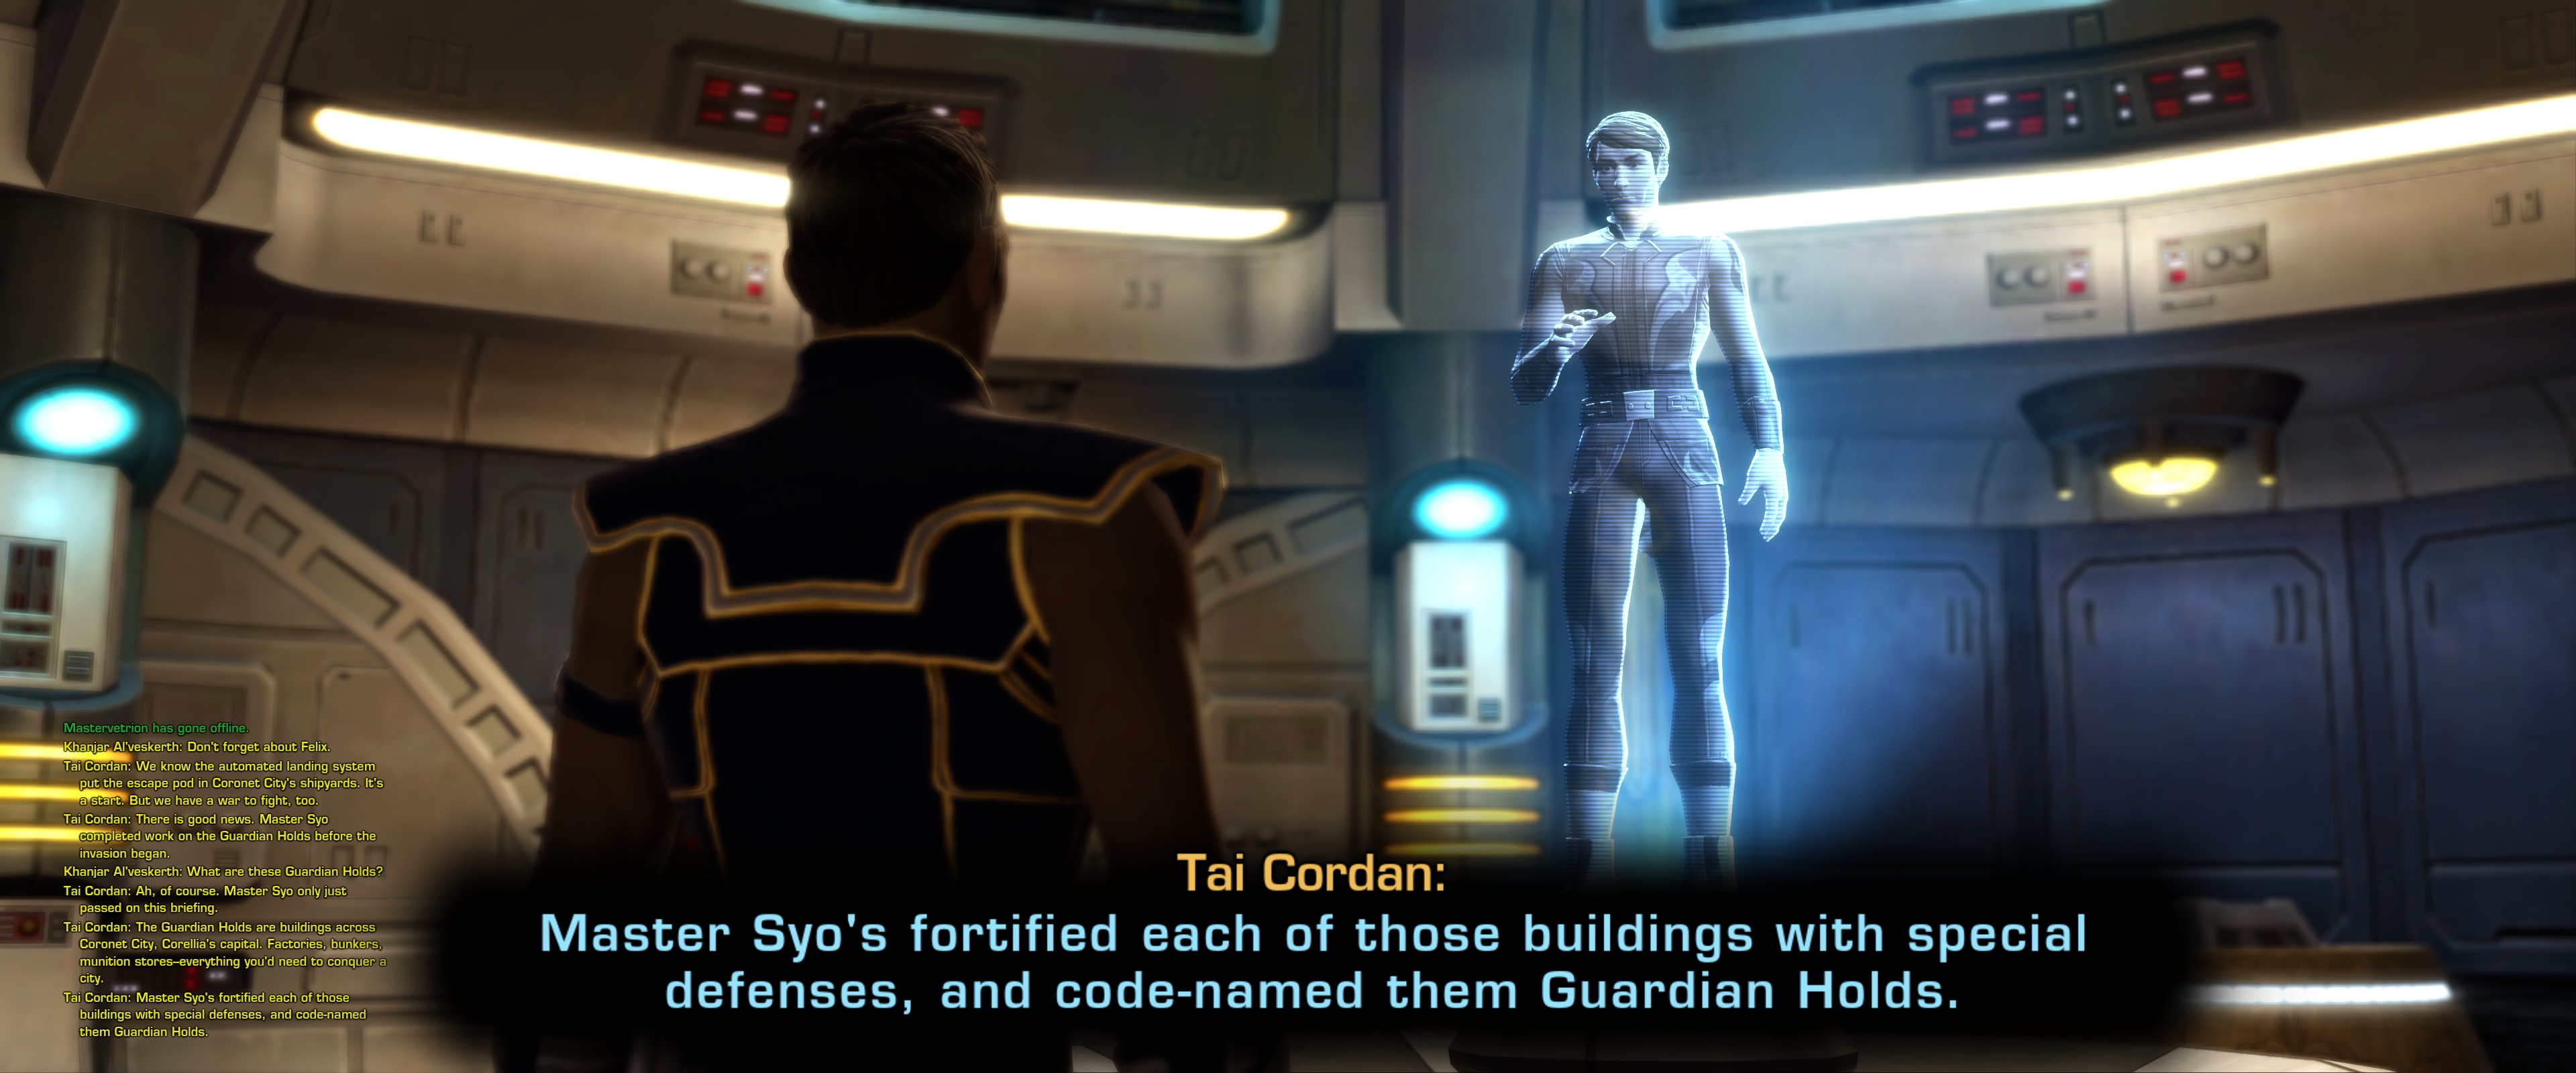 Mastervetrion has gone offline.
Khanjar Al'veskerth: Don't forget about Felix.
Tai Cordan: We know the automated landing system
put the escape pod in Coronet City's shipyards. It's
a start. But we have a war to fight, too.
Tai Cordan: There is good news. Master Syo
completed work on the Guardian Holds before the
invasion began.
Khanjar Al'veskerth: What are these Guardian Holds?
Tai Cordan: Ah, of course. Master Syo only just
passed on this briefing.
Tai Cordan: The Guardian Holds are buildings across
Coronet City, Corellia's capital. Factories, bunkers,
munition stores–everything you'd need to conquer a
city.
Tai Cordan: Master Syo's fortified each of those
buildings with special defenses, and code-named
them Guardian Holds.
Tai Cordan:
Master Syo's fortified each of those buildings with special
defenses, and code-named them Guardian Holds.